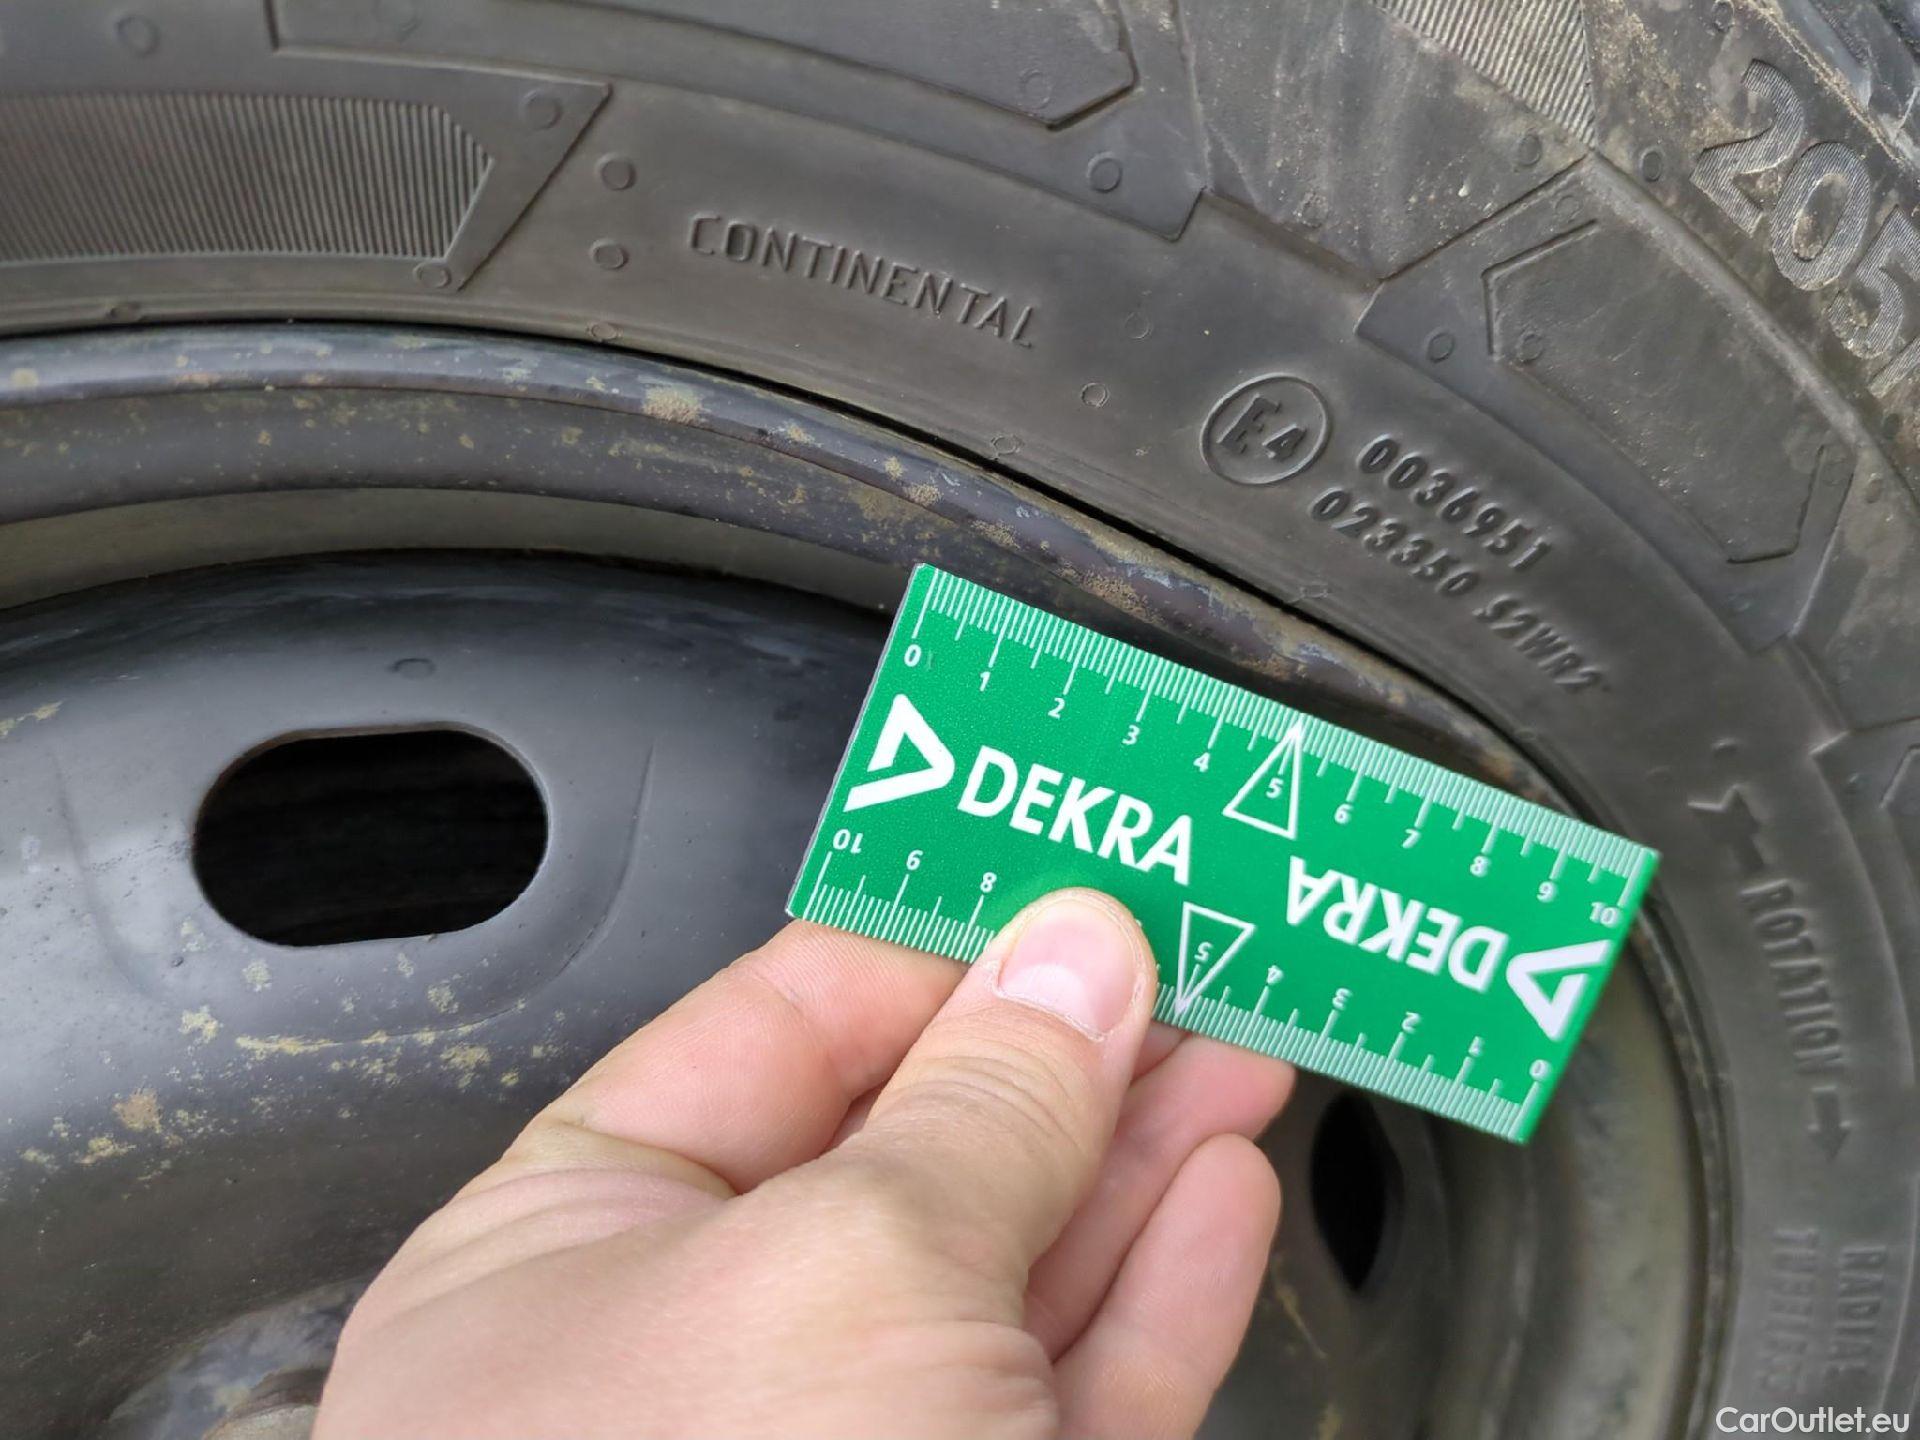 CONTINENTAL
205/
E4
0036951
023350 S2WR2
ROTATION
RADIAL
TUBELESS
0 1 2 3 4 5 6 7 8 9 10
DEKRA
DEKRA
10 9 8 5 4 3 2 1 0
CarOutlet.eu